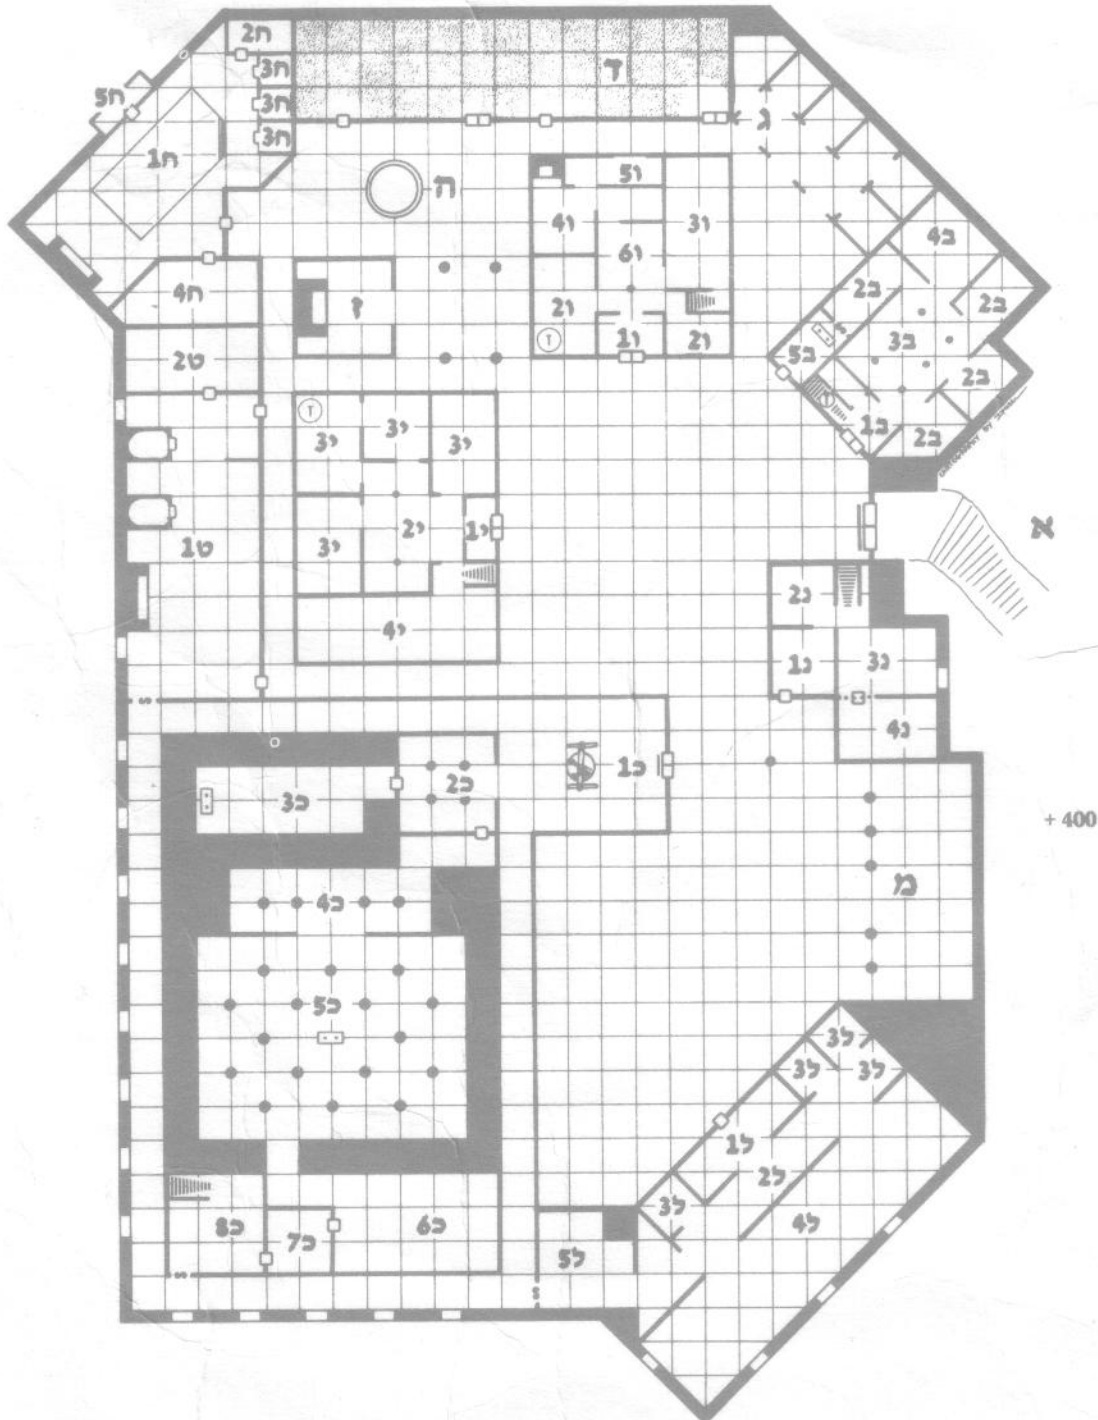 ח2
ח3
ד
ח5
ח3
ג
ח3
ח1
ו5
ה
ו4
ו3
ב4
ו6
ח4
ז
ו2
ב2
ב2
T
ו1
ו2
ב3
S
ט2
ב5
ב2
T
י3
י3
י3
T
ב1
ב2
CARTOGRAPHY BY
י2
י1
א
ט1
י3
נ2
י4
נ1
נ3
S
נ4
כ2
כ1
כ3
+ 400
כ4
מ
כ5
ל3
ל3
ל3
ל1
ל2
ל3
ל4
כ8
כ7
כ6
ל5
S
S